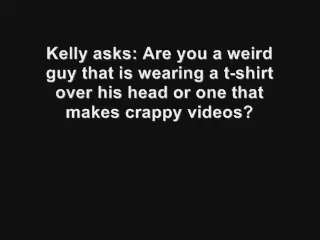 Kelly asks: Are you a weird
guy that is wearing a t-shirt
over his head or one that
makes crappy videos?